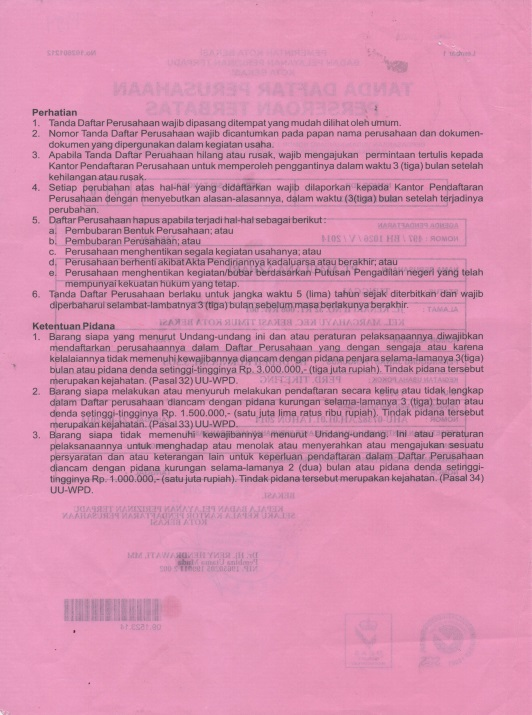 Perhatian
1. Tanda Daftar Perusahaan wajib dipasang ditempat yang mudah dilihat oleh umum.
2. Nomor Tanda Daftar Perusahaan wajib dicantumkan pada papan nama perusahaan dan dokumen-
dokumen yang dipergunakan dalam kegiatan usaha.
3. Apabila Tanda Daftar Peruahaan hilang atau rusak, wajib mengajukan permintaan tertulis kepada
Kantor Pendaftaran Perusahaan untuk memperoleh penggantinya dalam waktu 3 (tiga) bulan setelah
kehilangan atau rusak.
4. Setiap perubahan atas hal-hal yang didaftarkan wajib dilaporkan kepada Kantor Pendaftaran
Perusahaan dengan menyebutkan alasan-alasannya, dalam waktu (3(tiga) bulan setelah terjadinya
perubahan.
5. Daftar Perusahaan hapus apabila terjadi hal-hal sebagai berikut :
a. Pembubaran Bentuk Perusahaan; atau
b. Pembubaran Perusahaan; atau
c. Perusahaan menghentikan segala kegiatan usahanya; atau
d. Perusahaan berhenti akibat Akta Pendiriannya kadaluarsa atau berakhir; atau
e. Perusahaan menghentikan kegiatan/bubar berdasarkan Putusan Pengadilan negeri yang telah
mempunyai kekuatan hukum yang tetap.
6. Tanda Daftar Perusahaan berlaku untuk jangka waktu 5 (lima) tahun sejak diterbitkan dan wajib
diperbaharui selambat-lambatnya 3 (tiga) bulan sebelum masa berlakunya berakhir.
Ketentuan Pidana
1. Barang siapa yang menurut Undang-undang ini dan atau peraturan pelaksanaannya diwajibkan
mendaftarkan perusahaannya dalam Daftar Perusahaan yang dengan sengaja atau karena
kelalaiannya tidak memenuhi kewajibannya diancam dengan pidana penjara selama-lamanya 3(tiga)
bulan atau pidana denda setinggi-tingginya Rp. 3.000.000,- (tiga juta rupiah). Tindak pidana tersebut
merupakan kejahatan. (Pasal 32) UU-WPD.
2. Barang siapa melakukan atau menyuruh melakukan pendaftaran secara keliru atau tidak lengkap
dalam Daftar perusahaan diancam dengan pidana kurungan selama-lamanya 3 (tiga) bulan atau
denda setinggi-tingginya Rp. 1.500.000,- (satu juta lima ratus ribu rupiah). Tindak pidana tersebut
merupakan kejahatan. (Pasal 33) UU-WPD.
3. Barang siapa tidak memenuhi kewajibannya menurut Undang-undang. Ini atau peraturan
pelaksanaannya untuk menghadap atau menolak atau menyerahkan atau mengajukan sesuatu
persyaratan dan atau keterangan lain untuk keperluan pendaftaran dalam Daftar Perusahaan
diancam dengan pidana kurungan selama-lamanya 2 (dua) bulan atau pidana denda setinggi-
tingginya Rp. 1.000.000,- (satu juta rupiah). Tindak pidana tersebut merupakan kejahatan. (Pasal 34)
UU-WPD.